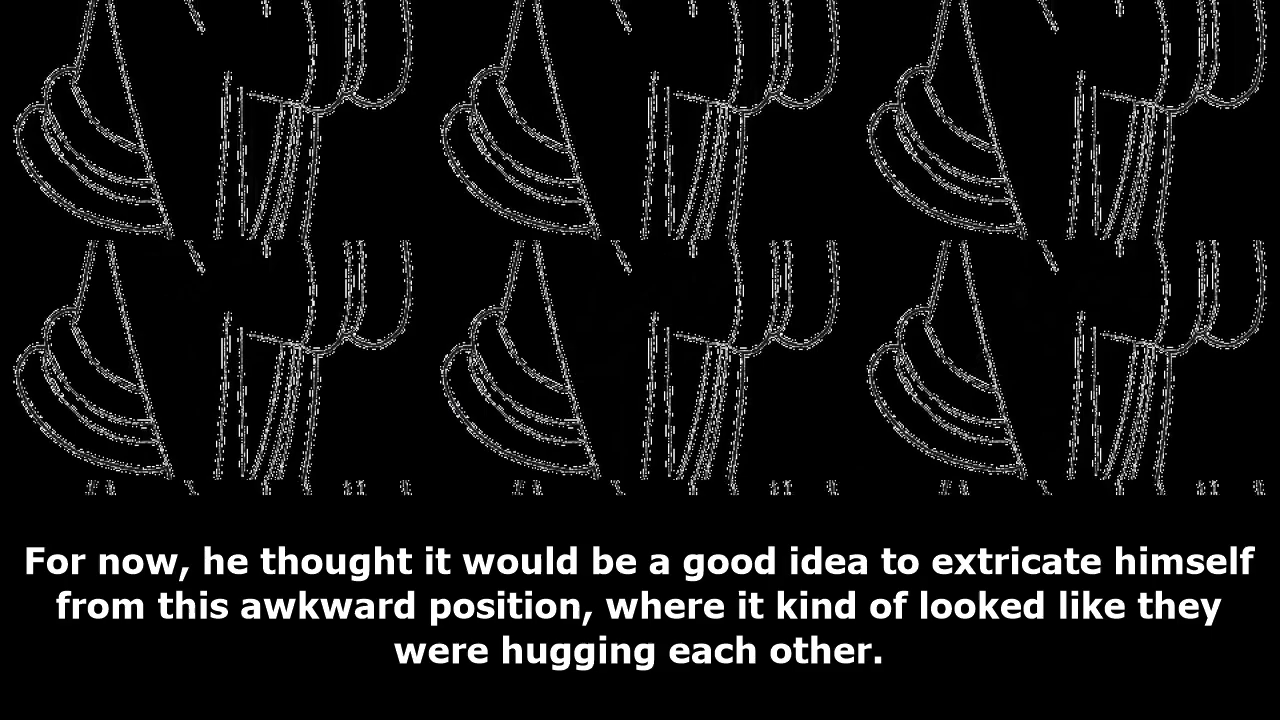 For now, he thought it would be a good idea to extricate himself
from this awkward position, where it kind of looked like they
were hugging each other.